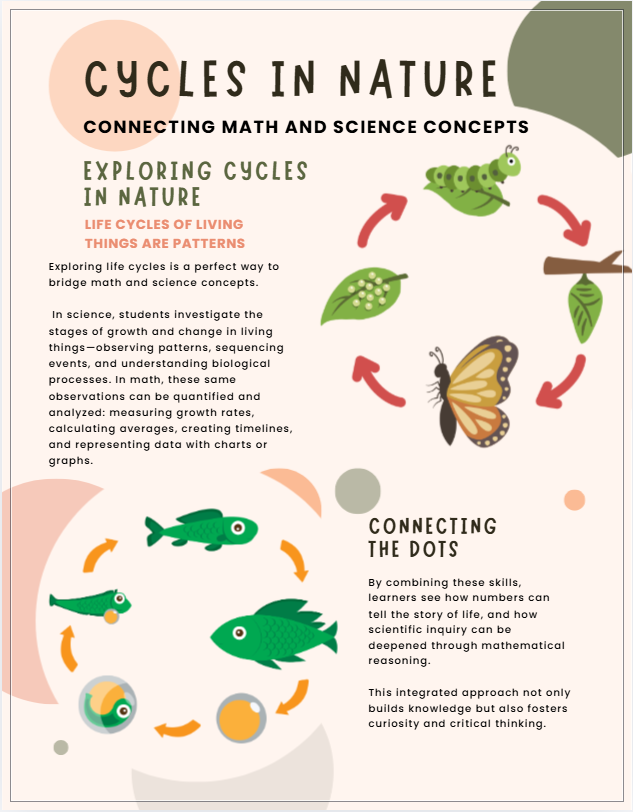 CYCLES IN NATURE
CONNECTING MATH AND SCIENCE CONCEPTS
EXPLORING CYCLES
IN NATURE
LIFE CYCLES OF LIVING
THINGS ARE PATTERNS
Exploring life cycles is a perfect way to
bridge math and science concepts.
In science, students investigate the
stages of growth and change in living
things—observing patterns, sequencing
events, and understanding biological
processes. In math, these same
observations can be quantified and
analyzed: measuring growth rates,
calculating averages, creating timelines,
and representing data with charts or
graphs.
CONNECTING
THE DOTS
By combining these skills,
learners see how numbers can
tell the story of life, and how
scientific inquiry can be
deepened through mathematical
reasoning.
This integrated approach not only
builds knowledge but also fosters
curiosity and critical thinking.